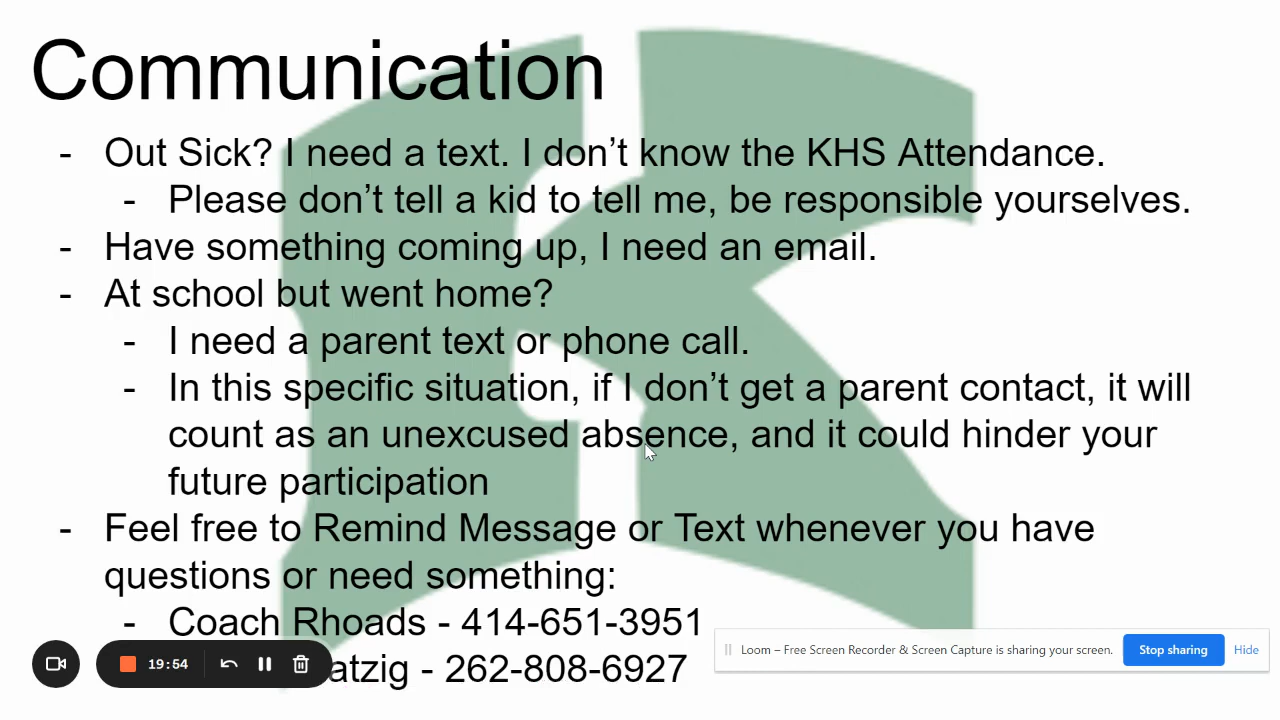 Communication
- Out Sick? I need a text. I don't know the KHS Attendance.
- Please don't tell a kid to tell me, be responsible yourselves.
- Have something coming up, I need an email.
- At school but went home?
- I need a parent text or phone call.
- In this specific situation, if I don't get a parent contact, it will
count as an unexcused absence, and it could hinder your
future participation
- Feel free to Remind Message or Text whenever you have
questions or need something:
- Coach Rhoads - 414-651-3951
- 262-808-6927
19:54
Loom – Free Screen Recorder & Screen Capture is sharing your screen.
Stop sharing
Hide